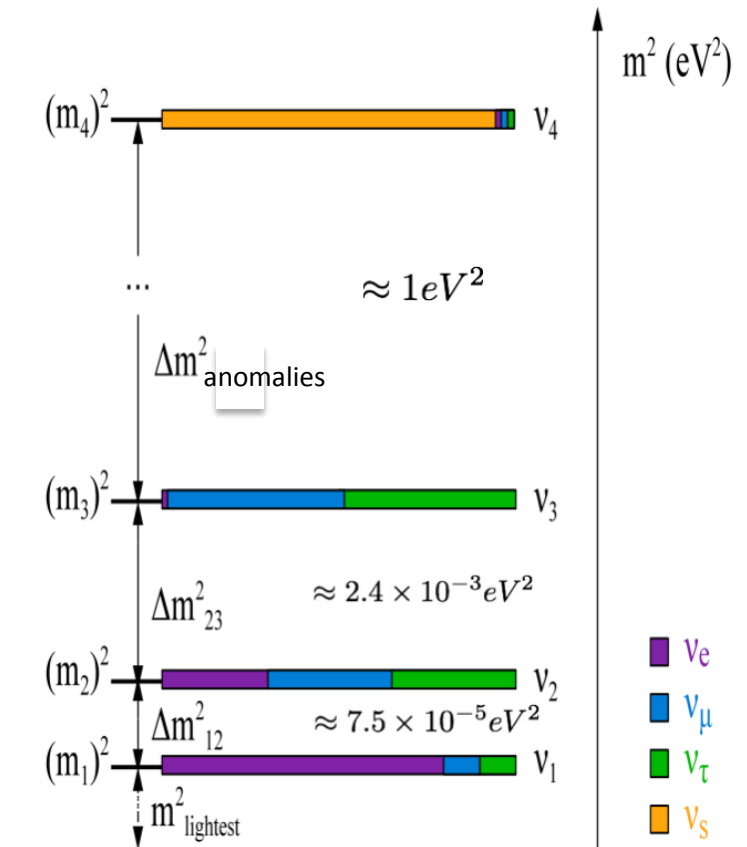 m² (eV²)
(m₄)² ν₄
≈ 1eV²
...
Δm²anomalies
(m₃)² ν₃
Δm²₂₃ ≈ 2.4 × 10⁻³eV²
(m₂)² ν₂
Δm²₁₂ ≈ 7.5 × 10⁻⁵eV²
(m₁)² ν₁
m²lightest
νe
νμ
ντ
νs